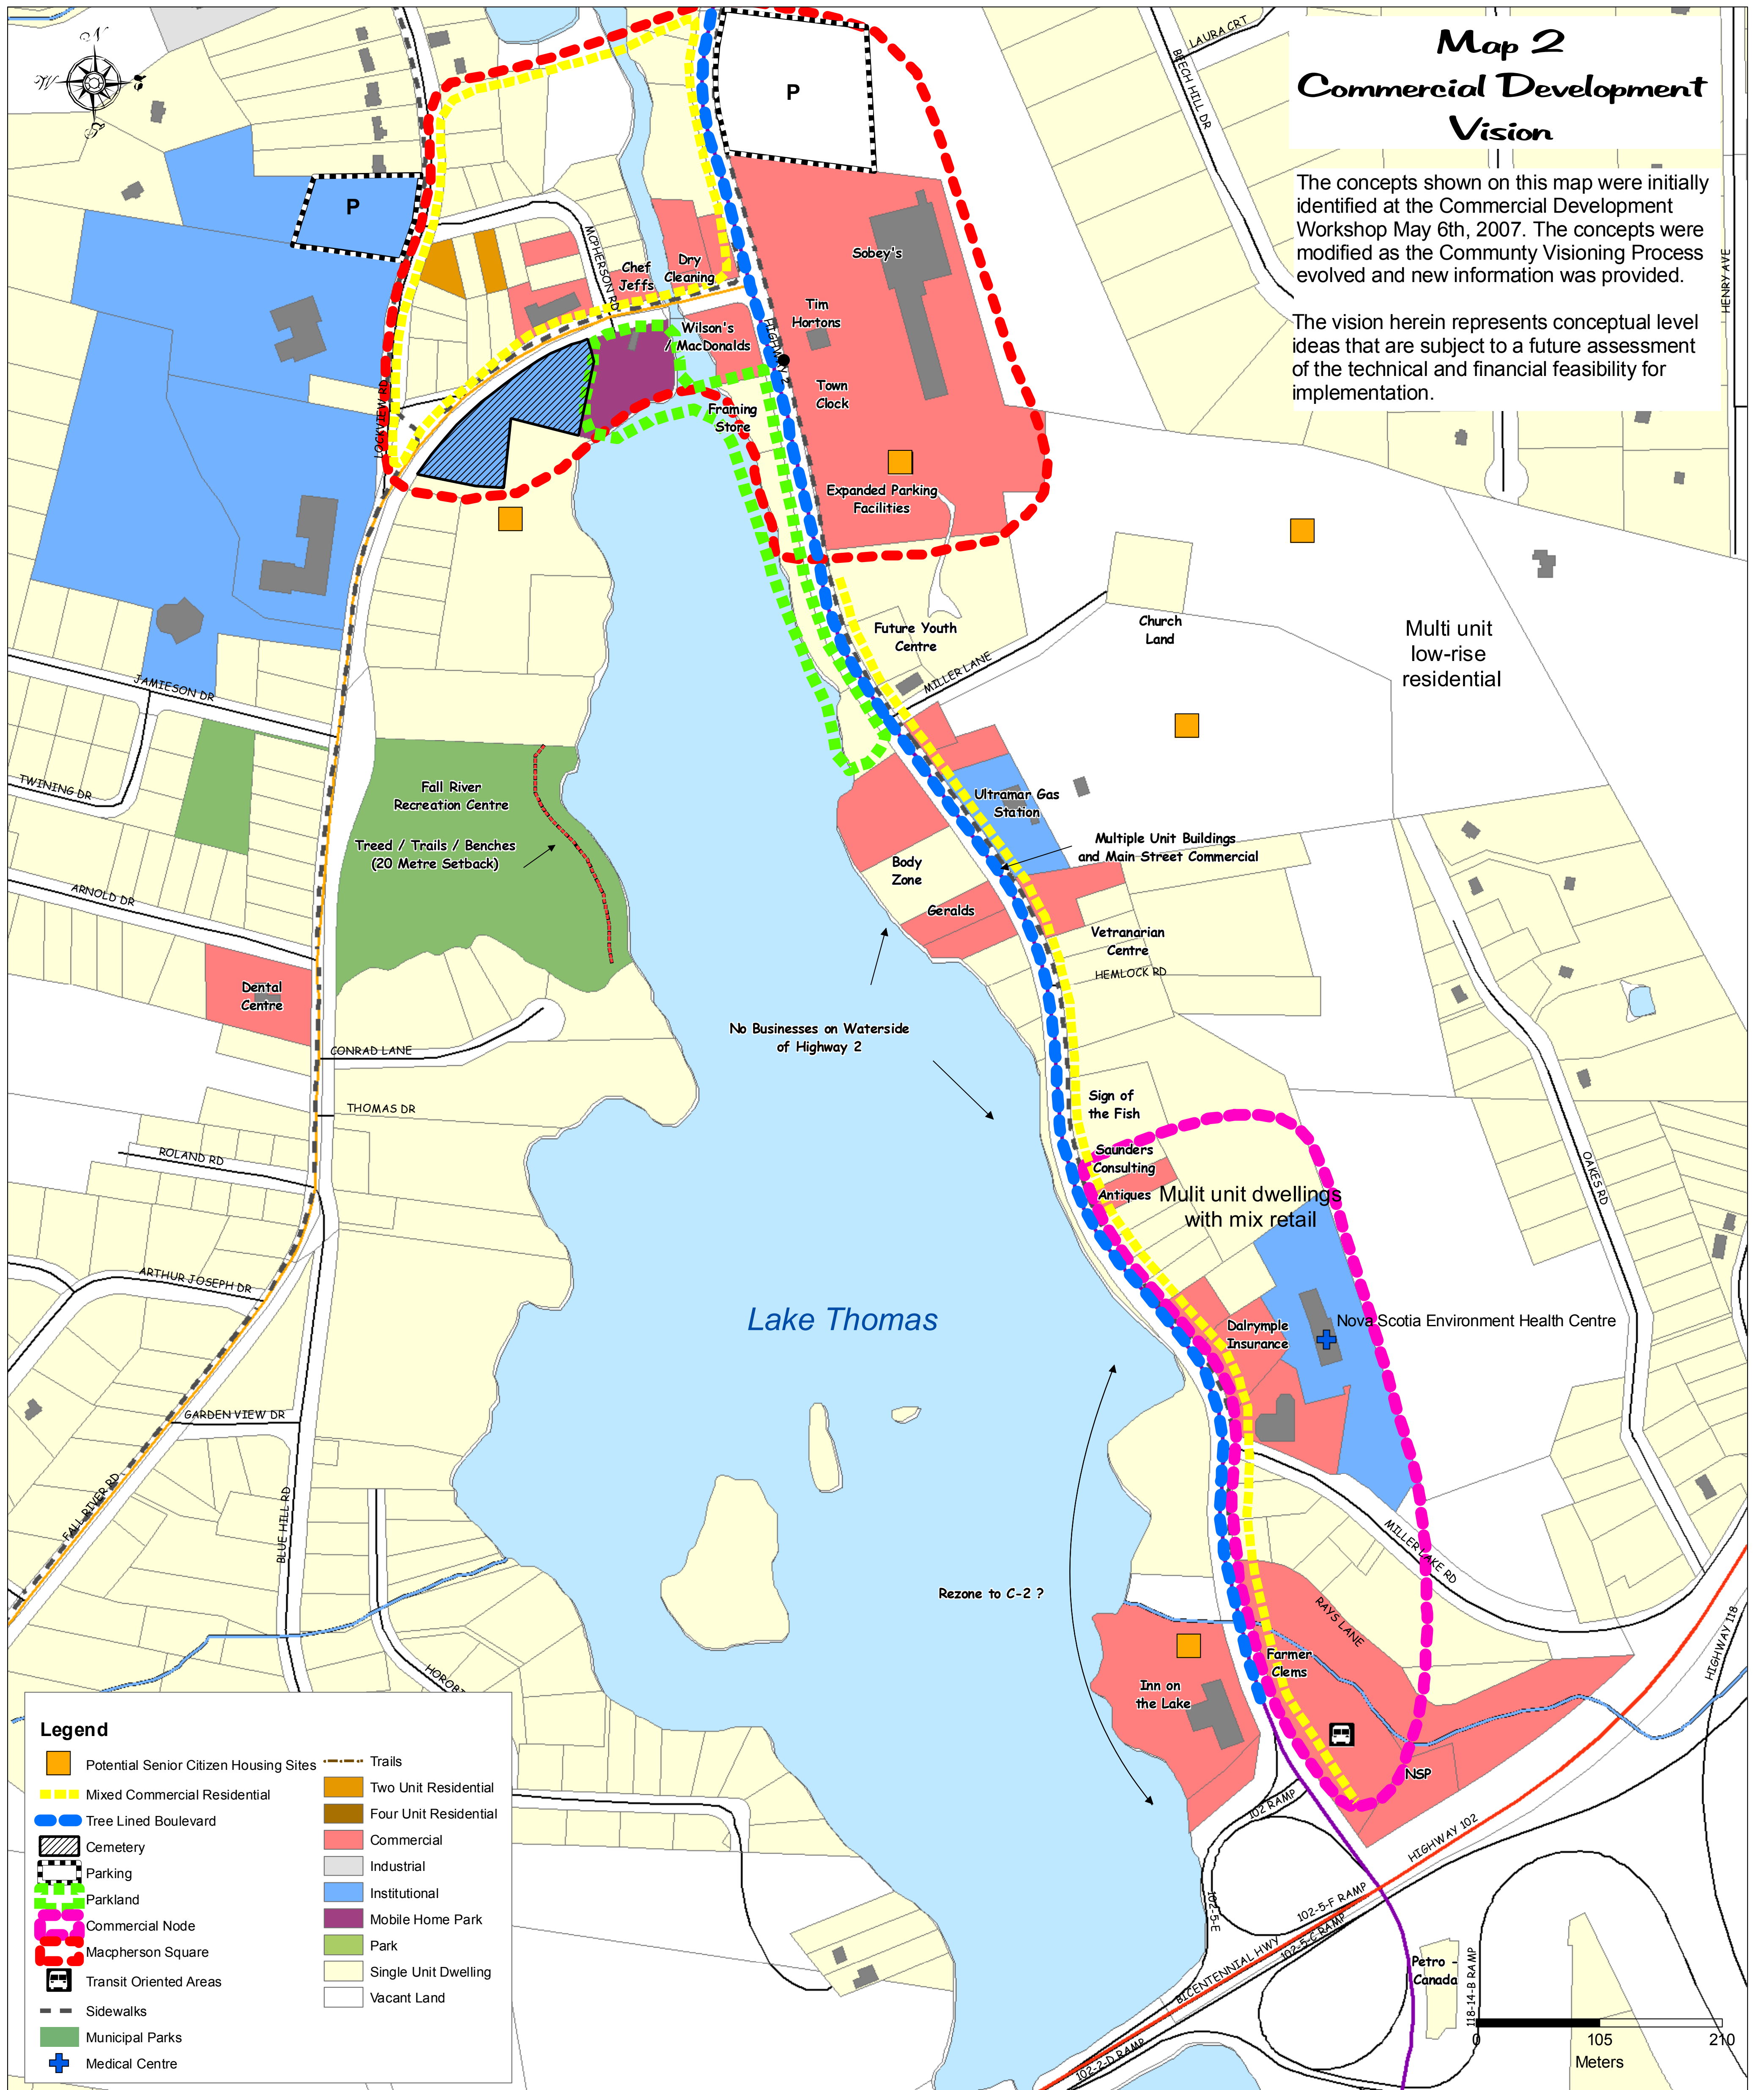 Map 2
Commercial Development
Vision
The concepts shown on this map were initially
identified at the Commercial Development
Workshop May 6th, 2007. The concepts were
modified as the Communty Visioning Process
evolved and new information was provided.
The vision herein represents conceptual level
ideas that are subject to a future assessment
of the technical and financial feasibility for
implementation.
N
W
S
LAURA CRT
BEECH HILL DR
HENRY AVE
P
P
MCPHERSON RD
Chef
Jeffs
Dry
Cleaning
Sobey's
Tim
Hortons
Wilson's
/ MacDonalds
HIGHWAY 2
Town
Clock
Framing
Store
LOCKVIEW RD
Expanded Parking
Facilities
Future Youth
Centre
MILLER LANE
Church
Land
Multi unit
low-rise
residential
JAMIESON DR
TWINING DR
ARNOLD DR
Fall River
Recreation Centre
Treed / Trails / Benches
(20 Metre Setback)
Ultramar Gas
Station
Multiple Unit Buildings
and Main Street Commercial
Body
Zone
Geralds
Vetranarian
Centre
HEMLOCK RD
Dental
Centre
CONRAD LANE
THOMAS DR
No Businesses on Waterside
of Highway 2
Sign of
the Fish
Saunders
Consulting
Antiques
Mulit unit dwellings
with mix retail
OAKES RD
ROLAND RD
ARTHUR JOSEPH DR
Lake Thomas
Dalrymple
Insurance
Nova Scotia Environment Health Centre
GARDEN VIEW DR
FALL RIVER RD
BLUE HILL RD
MILLER LAKE RD
Rezone to C-2 ?
RAYS LANE
Farmer
Clems
Inn on
the Lake
NSP
HIGHWAY 118
102 RAMP
HIGHWAY 102
102-5-E
102-5-F RAMP
102-5-C RAMP
BICENTENNIAL HWY
102-2-D RAMP
Petro -
Canada
118-14-B RAMP
0 105 210
Meters
Legend
Potential Senior Citizen Housing Sites
Mixed Commercial Residential
Tree Lined Boulevard
Cemetery
Parking
Parkland
Commercial Node
Macpherson Square
Transit Oriented Areas
Sidewalks
Municipal Parks
Medical Centre
Trails
Two Unit Residential
Four Unit Residential
Commercial
Industrial
Institutional
Mobile Home Park
Park
Single Unit Dwelling
Vacant Land